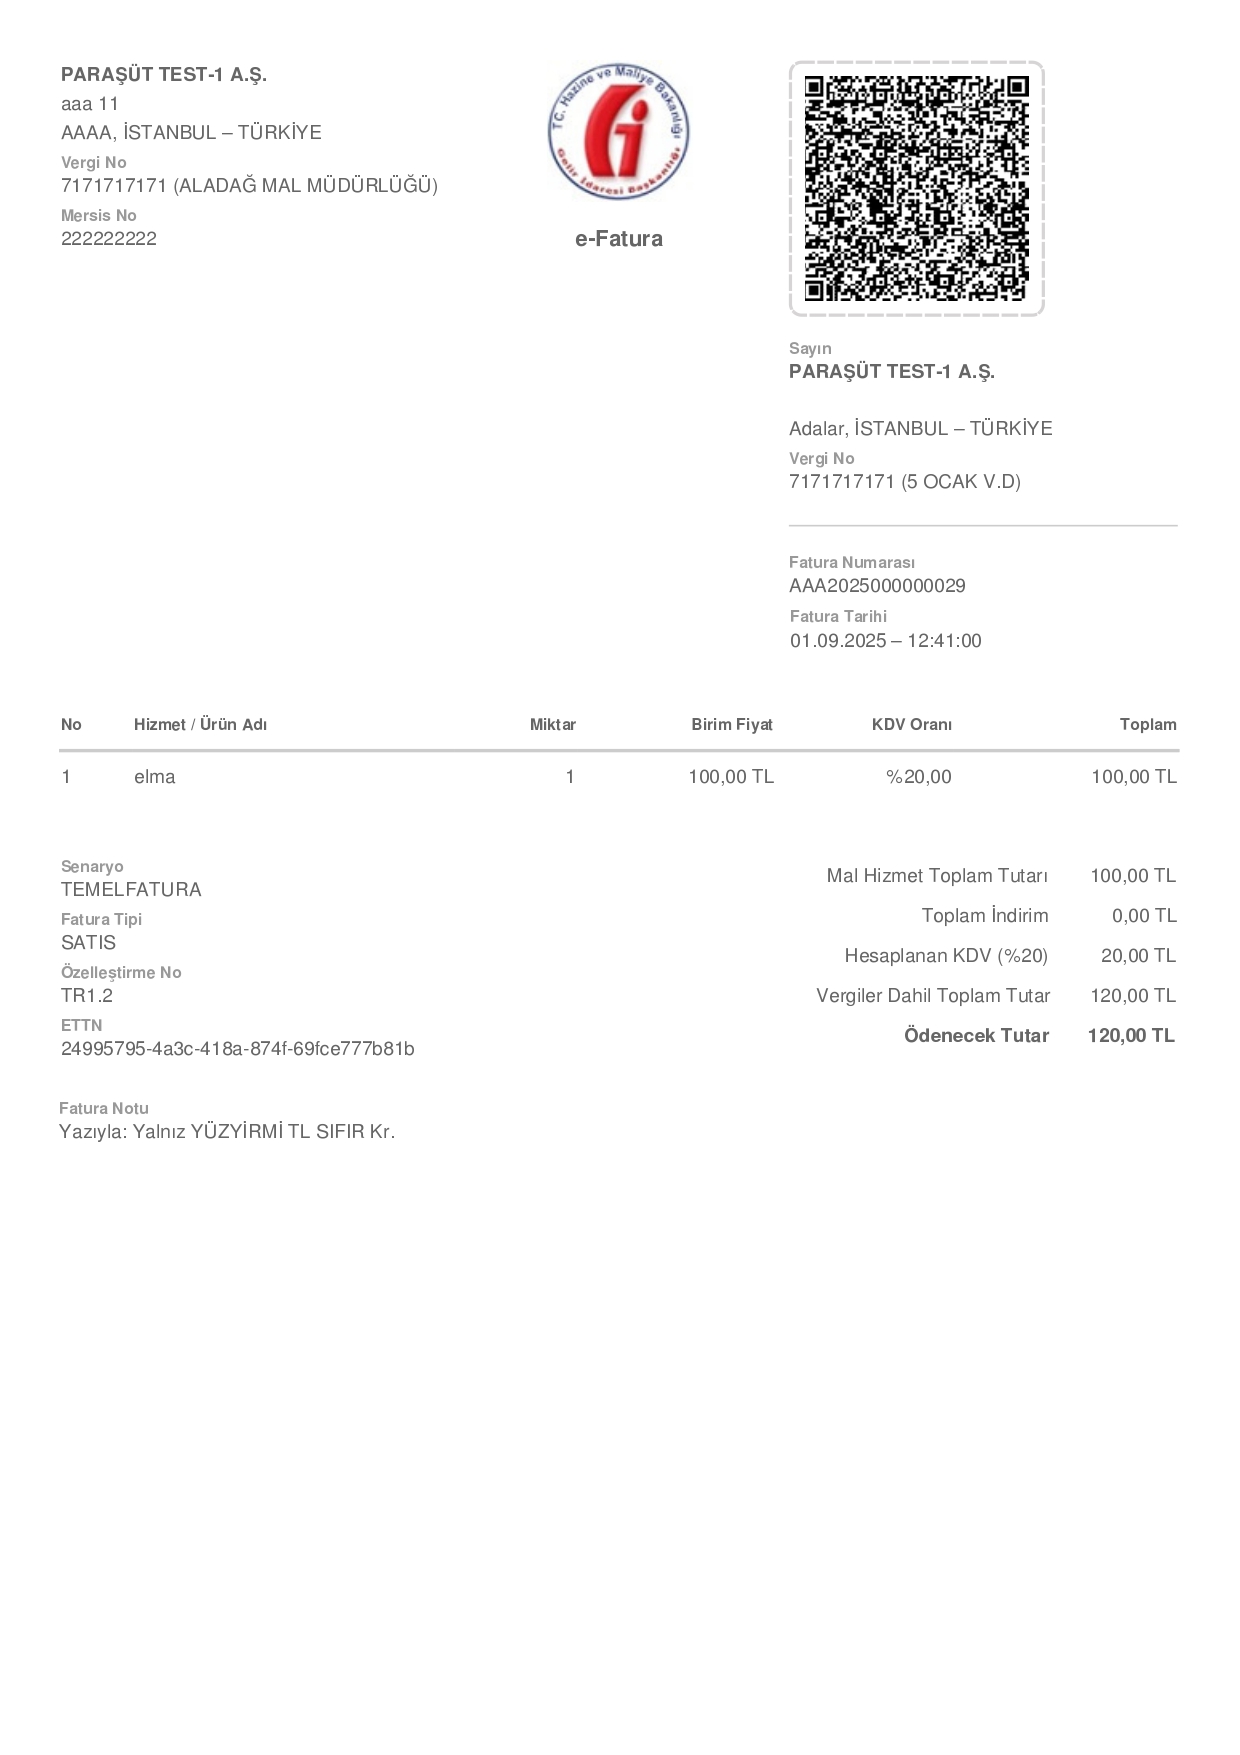 PARAŞÜT TEST-1 A.Ş.
aaa 11
AAAA, İSTANBUL – TÜRKİYE
Vergi No
7171717171 (ALADAĞ MAL MÜDÜRLÜĞÜ)
Mersis No
222222222
T.C. Hazine ve Maliye Bakanlığı
Gelir İdaresi Başkanlığı
e-Fatura
Sayın
PARAŞÜT TEST-1 A.Ş.
Adalar, İSTANBUL – TÜRKİYE
Vergi No
7171717171 (5 OCAK V.D)
Fatura Numarası
AAA2025000000029
Fatura Tarihi
01.09.2025 – 12:41:00
No Hizmet / Ürün Adı Miktar Birim Fiyat KDV Oranı Toplam
1 elma 1 100,00 TL %20,00 100,00 TL
Senaryo
TEMELFATURA
Fatura Tipi
SATIS
Özelleştirme No
TR1.2
ETTN
24995795-4a3c-418a-874f-69fce777b81b
Mal Hizmet Toplam Tutarı 100,00 TL
Toplam İndirim 0,00 TL
Hesaplanan KDV (%20) 20,00 TL
Vergiler Dahil Toplam Tutar 120,00 TL
Ödenecek Tutar 120,00 TL
Fatura Notu
Yazıyla: Yalnız YÜZYİRMİ TL SIFIR Kr.